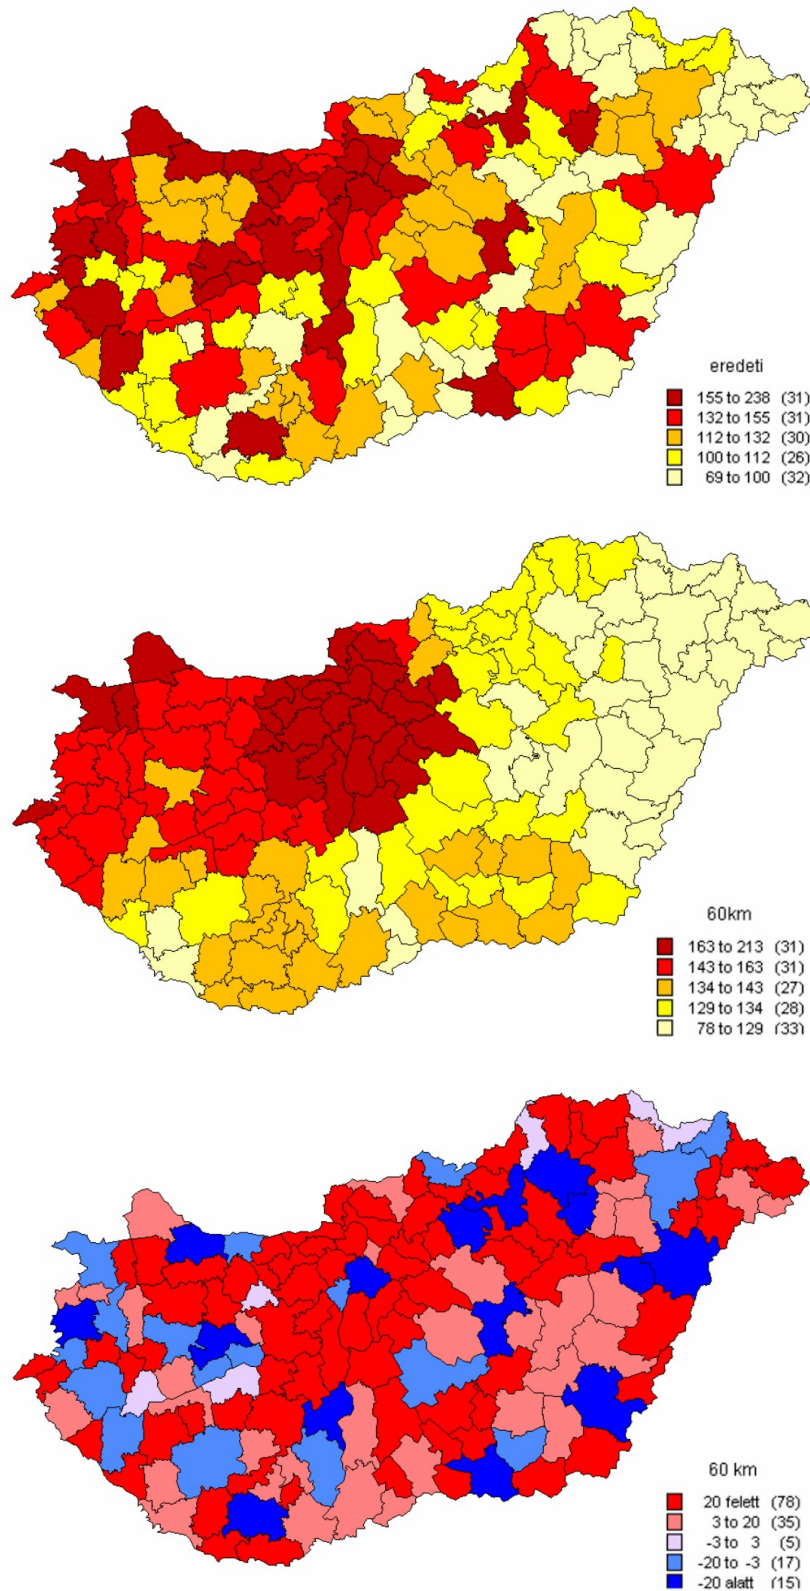 eredeti
155 to 238 (31)
132 to 155 (31)
112 to 132 (30)
100 to 112 (26)
69 to 100 (32)
60km
163 to 213 (31)
143 to 163 (31)
134 to 143 (27)
129 to 134 (28)
78 to 129 (33)
60 km
20 felett (78)
3 to 20 (35)
-3 to 3 (5)
-20 to -3 (17)
-20 alatt (15)